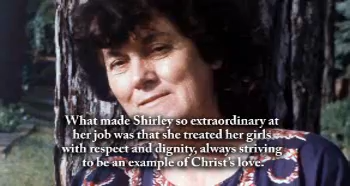 What made Shirley so extraordinary at
her job was that she treated her girls
with respect and dignity, always striving
to be an example of Christ's love.